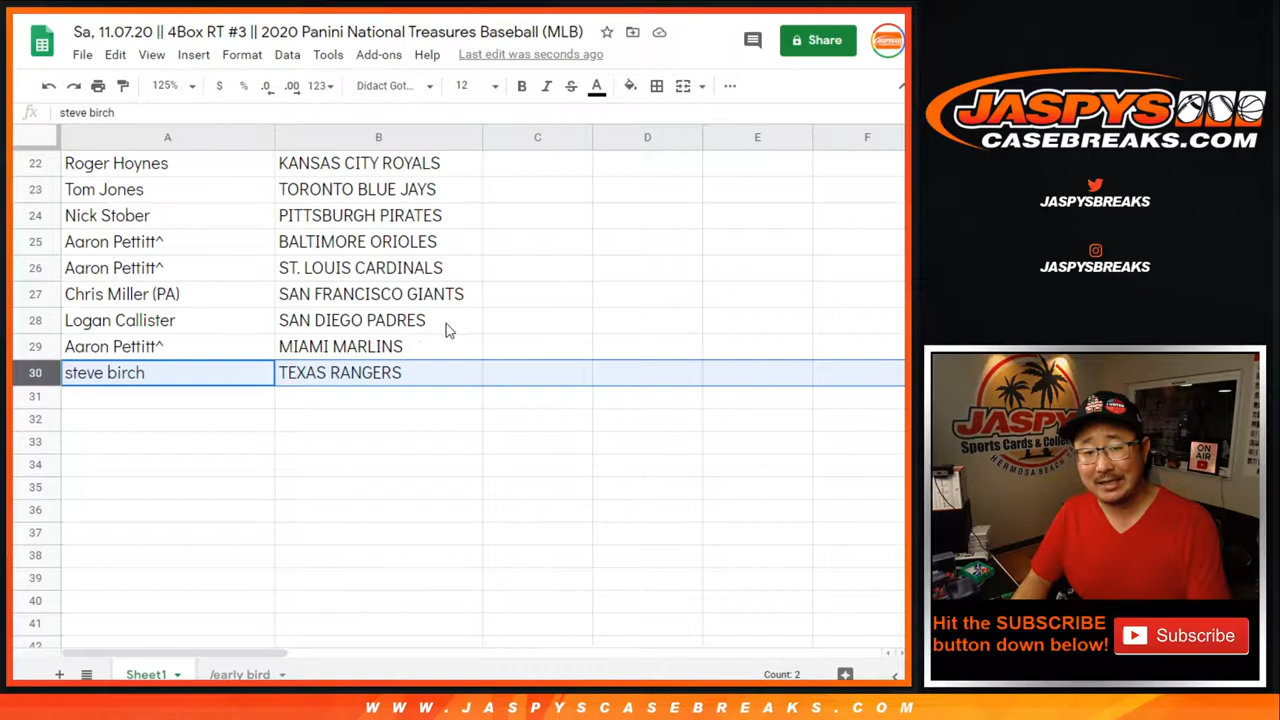 Sa, 11.07.20 || 4Box RT #3 || 2020 Panini National Treasures Baseball (MLB)
File Edit View Insert Format Data Tools Add-ons Help Last edit was seconds ago
Share
125% $ % .0 .00 123 Didact Got... 12 B I S A
fx steve birch
A B C D E F
22 Roger Hoynes KANSAS CITY ROYALS
23 Tom Jones TORONTO BLUE JAYS
24 Nick Stober PITTSBURGH PIRATES
25 Aaron Pettitt^ BALTIMORE ORIOLES
26 Aaron Pettitt^ ST. LOUIS CARDINALS
27 Chris Miller (PA) SAN FRANCISCO GIANTS
28 Logan Callister SAN DIEGO PADRES
29 Aaron Pettitt^ MIAMI MARLINS
30 steve birch TEXAS RANGERS
31
32
33
34
35
36
37
38
39
40
41
42
Sheet1 /early bird Count: 2
JASPYS
CASEBREAKS.COM
JASPYSBREAKS
JASPYSBREAKS
JASPYS
Sports Cards & Collec
HERMOSA BEACH
ON
AIR
Hit the SUBSCRIBE
button down below!
Subscribe
WWW.JASPYSCASEBREAKS.COM